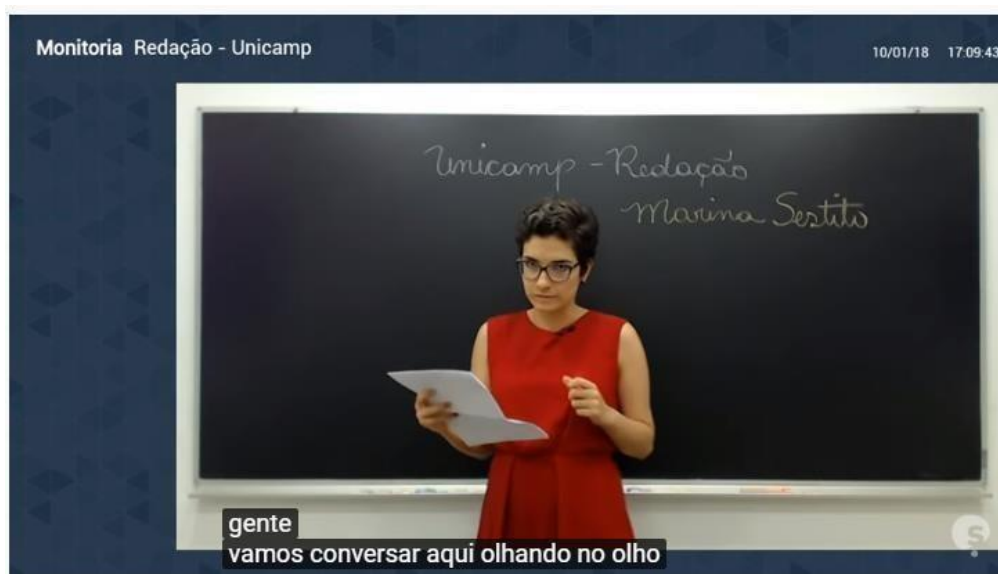 Monitoria Redação - Unicamp
10/01/18 17:09:43
Unicamp - Redação
Marina Sestito
gente
vamos conversar aqui olhando no olho